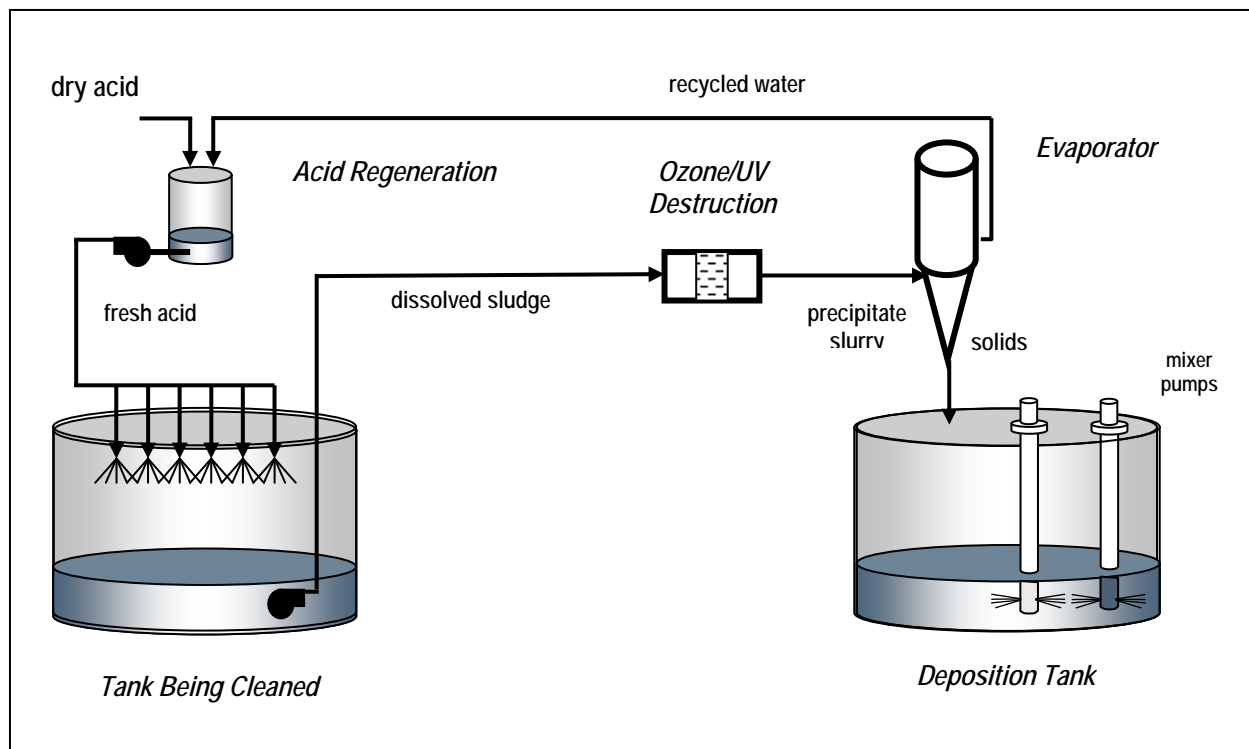 dry acid
recycled water
Evaporator
Acid Regeneration
Ozone/UV
Destruction
fresh acid
dissolved sludge
precipitate
slurry
solids
mixer
pumps
Tank Being Cleaned
Deposition Tank